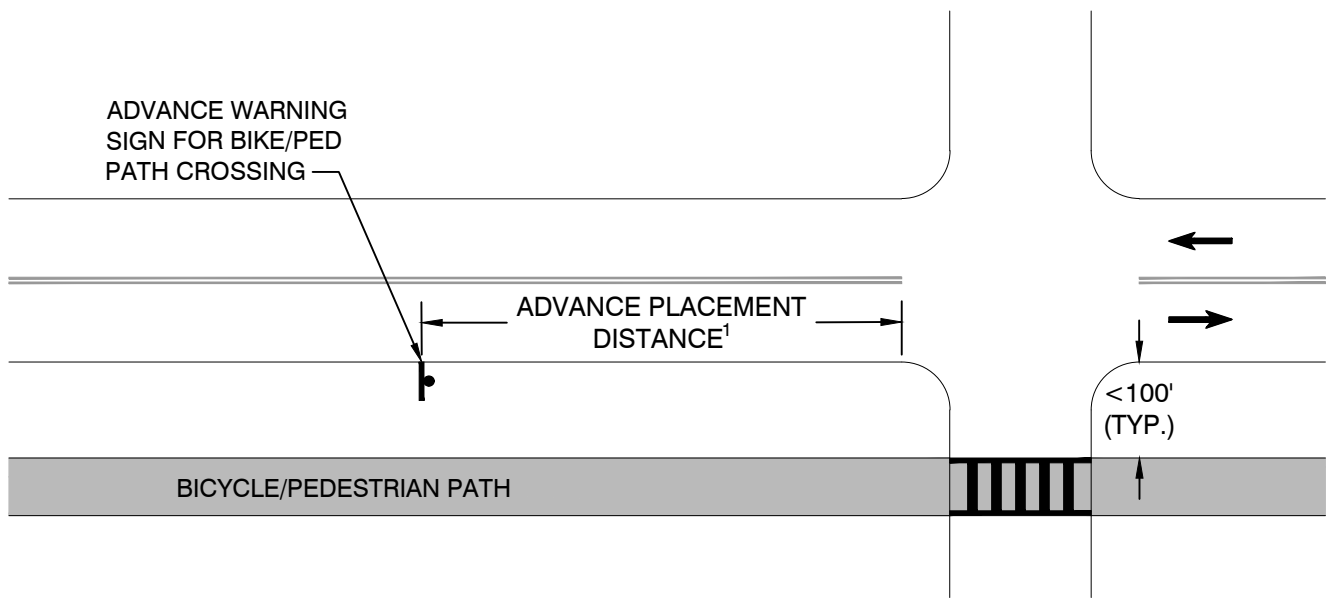 ADVANCE WARNING
SIGN FOR BIKE/PED
PATH CROSSING
ADVANCE PLACEMENT
DISTANCE¹
<100'
(TYP.)
BICYCLE/PEDESTRIAN PATH